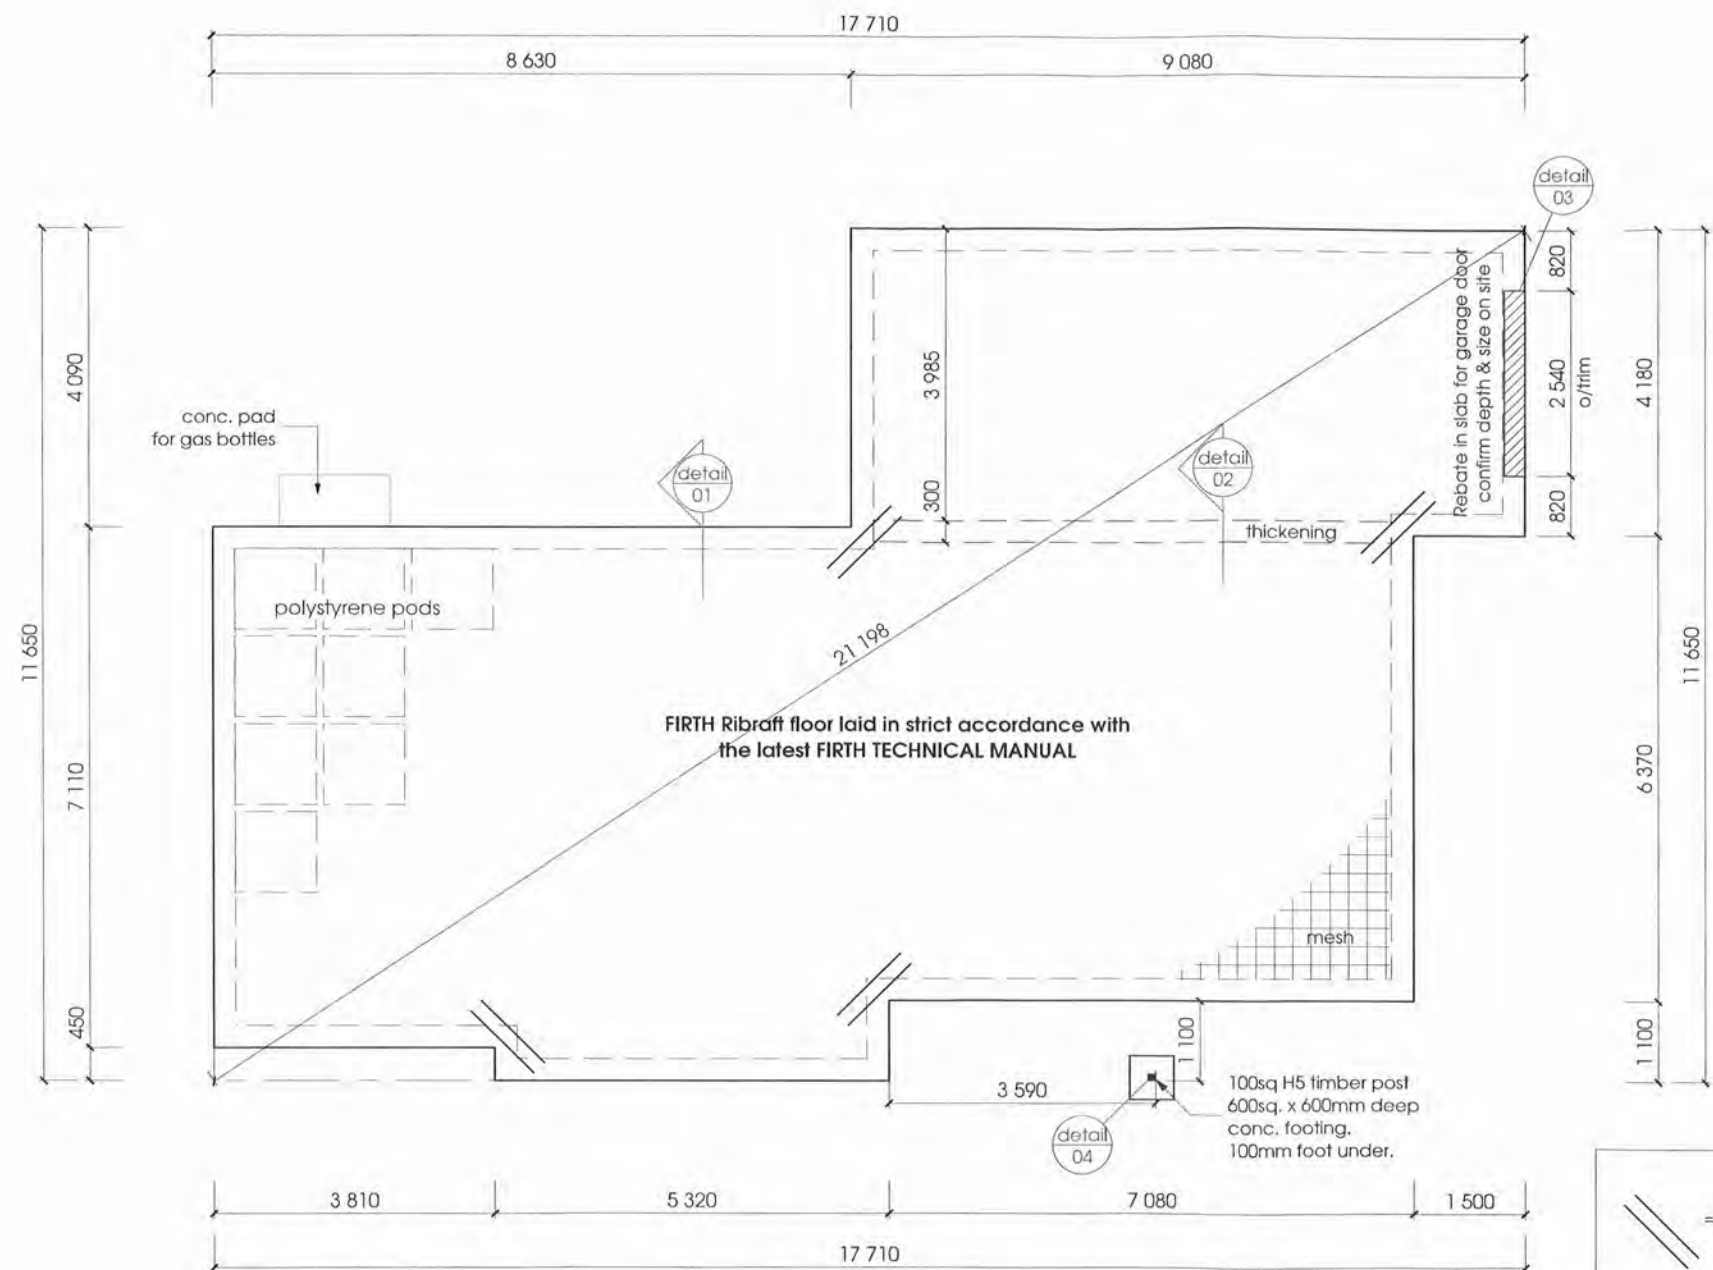 17 710
8 630
9 080
detail
03
820
2 540
o/trim
820
4 180
6 370
1 100
11 650
Rebate in slab for garage door
confirm depth & size on site
11 650
4 090
7 110
450
conc. pad
for gas bottles
detail
01
3 985
300
detail
02
thickening
polystyrene pods
21 198
FIRTH Ribraft floor laid in strict accordance with
the latest FIRTH TECHNICAL MANUAL
mesh
1 100
3 590
detail
04
100sq H5 timber post
600sq. x 600mm deep
conc. footing.
100mm foot under.
3 810
5 320
7 080
1 500
17 710
=